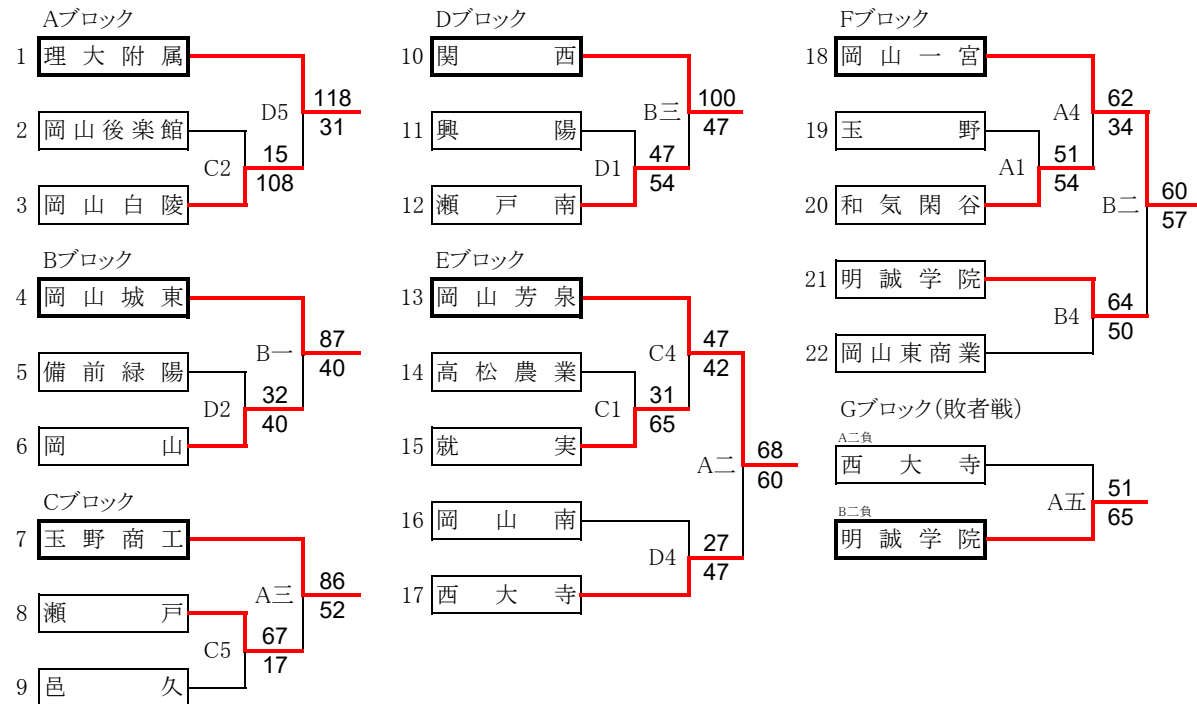 Aブロック
1 理大附属
D5
118
31
2 岡山後楽館
C2
15
108
3 岡山白陵
Bブロック
4 岡山城東
B一
87
40
5 備前緑陽
D2
32
40
6 岡山
Cブロック
7 玉野商工
A三
86
52
8 瀬戸
C5
67
17
9 邑久
Dブロック
10 関西
B三
100
47
11 興陽
D1
47
54
12 瀬戸南
Eブロック
13 岡山芳泉
C4
47
42
14 高松農業
C1
31
65
15 就実
A二
68
60
16 岡山南
D4
27
47
17 西大寺
Fブロック
18 岡山一宮
A4
62
34
19 玉野
A1
51
54
20 和気閑谷
B二
60
57
21 明誠学院
B4
64
50
22 岡山東商業
Gブロック(敗者戦)
A二負
西大寺
A五
51
65
B二負
明誠学院